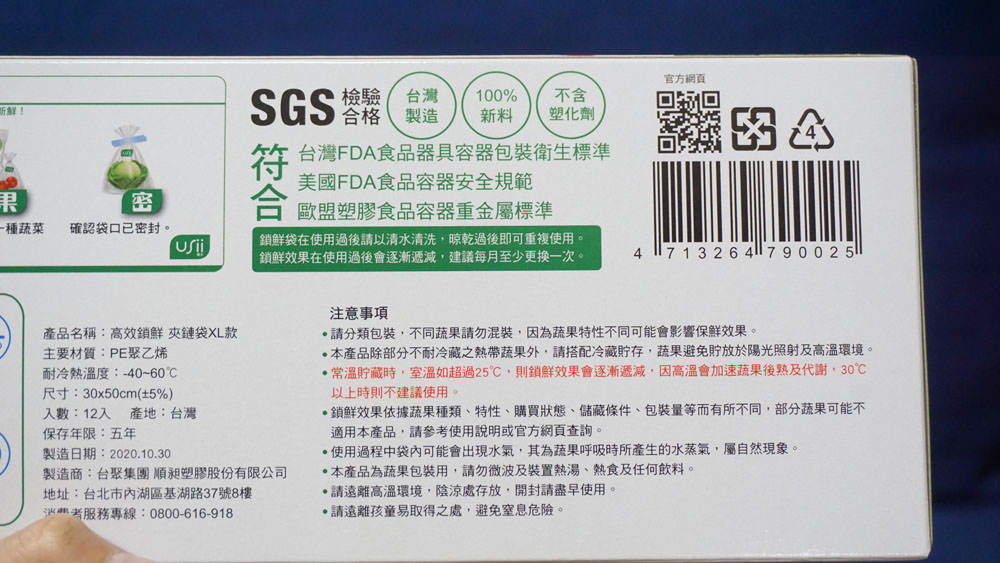 新鮮！
果
密
一種蔬菜
確認袋口已密封。
usii
SGS 檢驗合格
台灣製造
100%新料
不含塑化劑
符合
台灣FDA食品器具容器包裝衛生標準
美國FDA食品容器安全規範
歐盟塑膠食品容器重金屬標準
鎖鮮袋在使用過後請以清水清洗，晾乾過後即可重複使用。
鎖鮮效果在使用過後會逐漸遞減，建議每月至少更換一次。
官方網頁
4
4 713264 790025
產品名稱：高效鎖鮮 夾鏈袋XL款
主要材質：PE聚乙烯
耐冷熱溫度：-40~60℃
尺寸：30x50cm(±5%)
入數：12入 產地：台灣
保存年限：五年
製造日期：2020.10.30
製造商：台聚集團 順昶塑膠股份有限公司
地址：台北市內湖區基湖路37號8樓
消費者服務專線：0800-616-918
注意事項
•請分類包裝，不同蔬果請勿混裝，因為蔬果特性不同可能會影響保鮮效果。
•本產品除部分不耐冷藏之熱帶蔬果外，請搭配冷藏貯存，蔬果避免貯放於陽光照射及高溫環境。
•常溫貯藏時，室溫如超過25℃，則鎖鮮效果會逐漸遞減，因高溫會加速蔬果後熟及代謝，30℃
以上時則不建議使用。
•鎖鮮效果依據蔬果種類、特性、購買狀態、儲藏條件、包裝量等而有所不同，部分蔬果可能不
適用本產品，請參考使用說明或官方網頁查詢。
•使用過程中袋內可能會出現水氣，其為蔬果呼吸時所產生的水蒸氣，屬自然現象。
•本產品為蔬果包裝用，請勿微波及裝置熱湯、熱食及任何飲料。
•請遠離高溫環境，陰涼處存放，開封請盡早使用。
•請遠離孩童易取得之處，避免窒息危險。